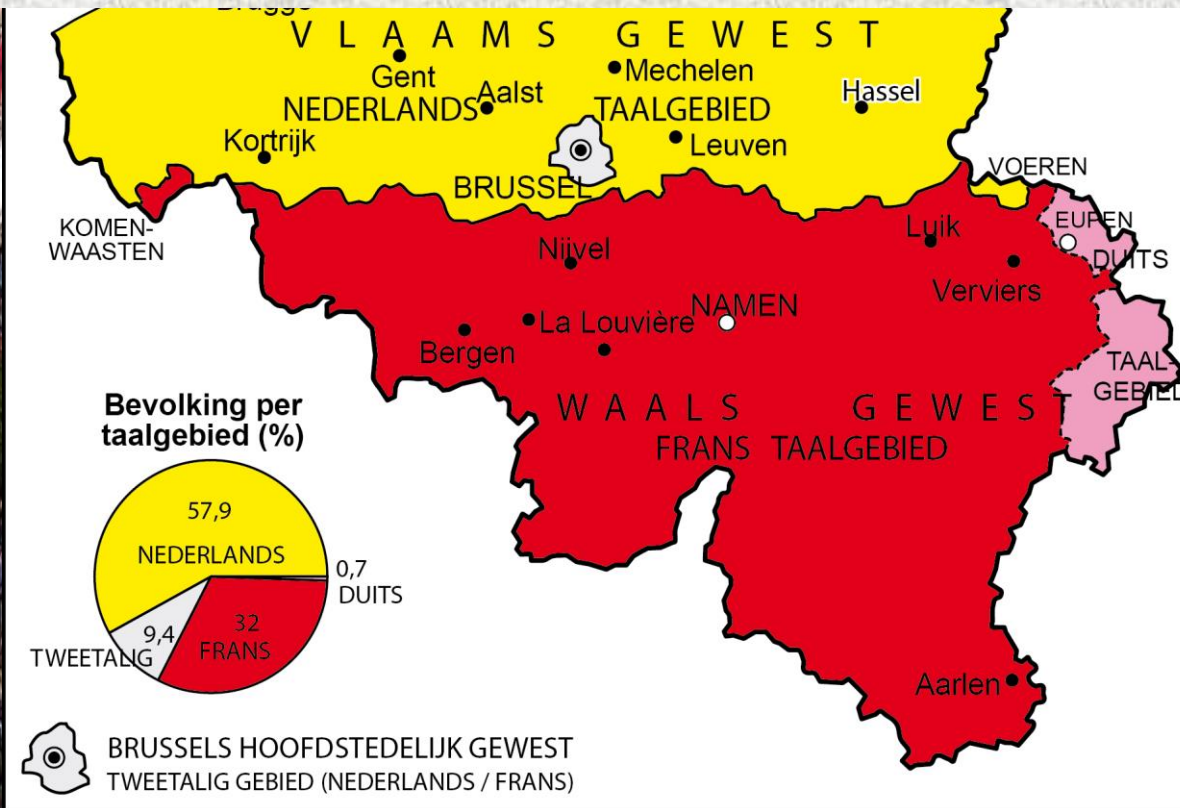 Brugge
VLAAMS GEWEST
Gent
Mechelen
Aalst
Hassel
NEDERLANDS TAALGEBIED
Kortrijk
Leuven
BRUSSEL
VOEREN
KOMEN-
WAASTEN
EUPEN
Luik
DUITS
Nijvel
Verviers
NAMEN
La Louvière
Bergen
TAAL-
GEBIED
WAALS GEWEST
FRANS TAALGEBIED
Bevolking per
taalgebied (%)
57,9
NEDERLANDS
0,7
DUITS
9,4
TWEETALIG
32
FRANS
Aarlen
BRUSSELS HOOFDSTEDELIJK GEWEST
TWEETALIG GEBIED (NEDERLANDS / FRANS)